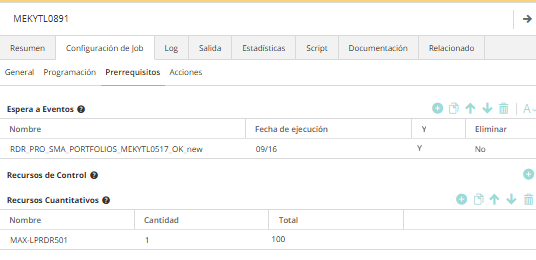 MEKYTL0891
Resumen Configuración de Job Log Salida Estadísticas Script Documentación Relacionado
General Programación Prerrequisitos Acciones
Espera a Eventos
Nombre Fecha de ejecución Y Eliminar
RDR_PRO_SMA_PORTFOLIOS_MEKYTL0517_OK_new 09/16 Y No
Recursos de Control
Recursos Cuantitativos
Nombre Cantidad Total
MAX-LPRDR501 1 100